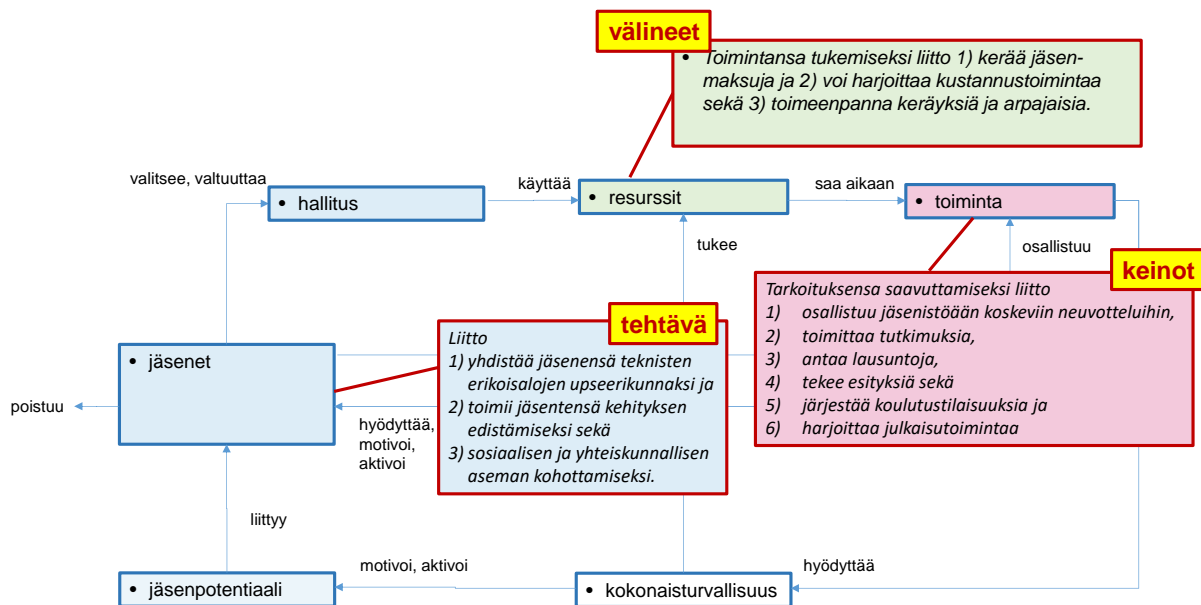 välineet
• Toimintansa tukemiseksi liitto 1) kerää jäsen-
maksuja ja 2) voi harjoittaa kustannustoimintaa
sekä 3) toimeenpanna keräyksiä ja arpajaisia.
valitsee, valtuuttaa
• hallitus
käyttää
• resurssit
saa aikaan
• toiminta
tukee
osallistuu
keinot
Tarkoituksensa saavuttamiseksi liitto
1) osallistuu jäsenistöään koskeviin neuvotteluihin,
2) toimittaa tutkimuksia,
3) antaa lausuntoja,
4) tekee esityksiä sekä
5) järjestää koulutustilaisuuksia ja
6) harjoittaa julkaisutoimintaa
tehtävä
Liitto
1) yhdistää jäsenensä teknisten
erikoisalojen upseerikunnaksi ja
2) toimii jäsentensä kehityksen
edistämiseksi sekä
3) sosiaalisen ja yhteiskunnallisen
aseman kohottamiseksi.
• jäsenet
poistuu
hyödyttää,
motivoi,
aktivoi
liittyy
• jäsenpotentiaali
motivoi, aktivoi
• kokonaisturvallisuus
hyödyttää